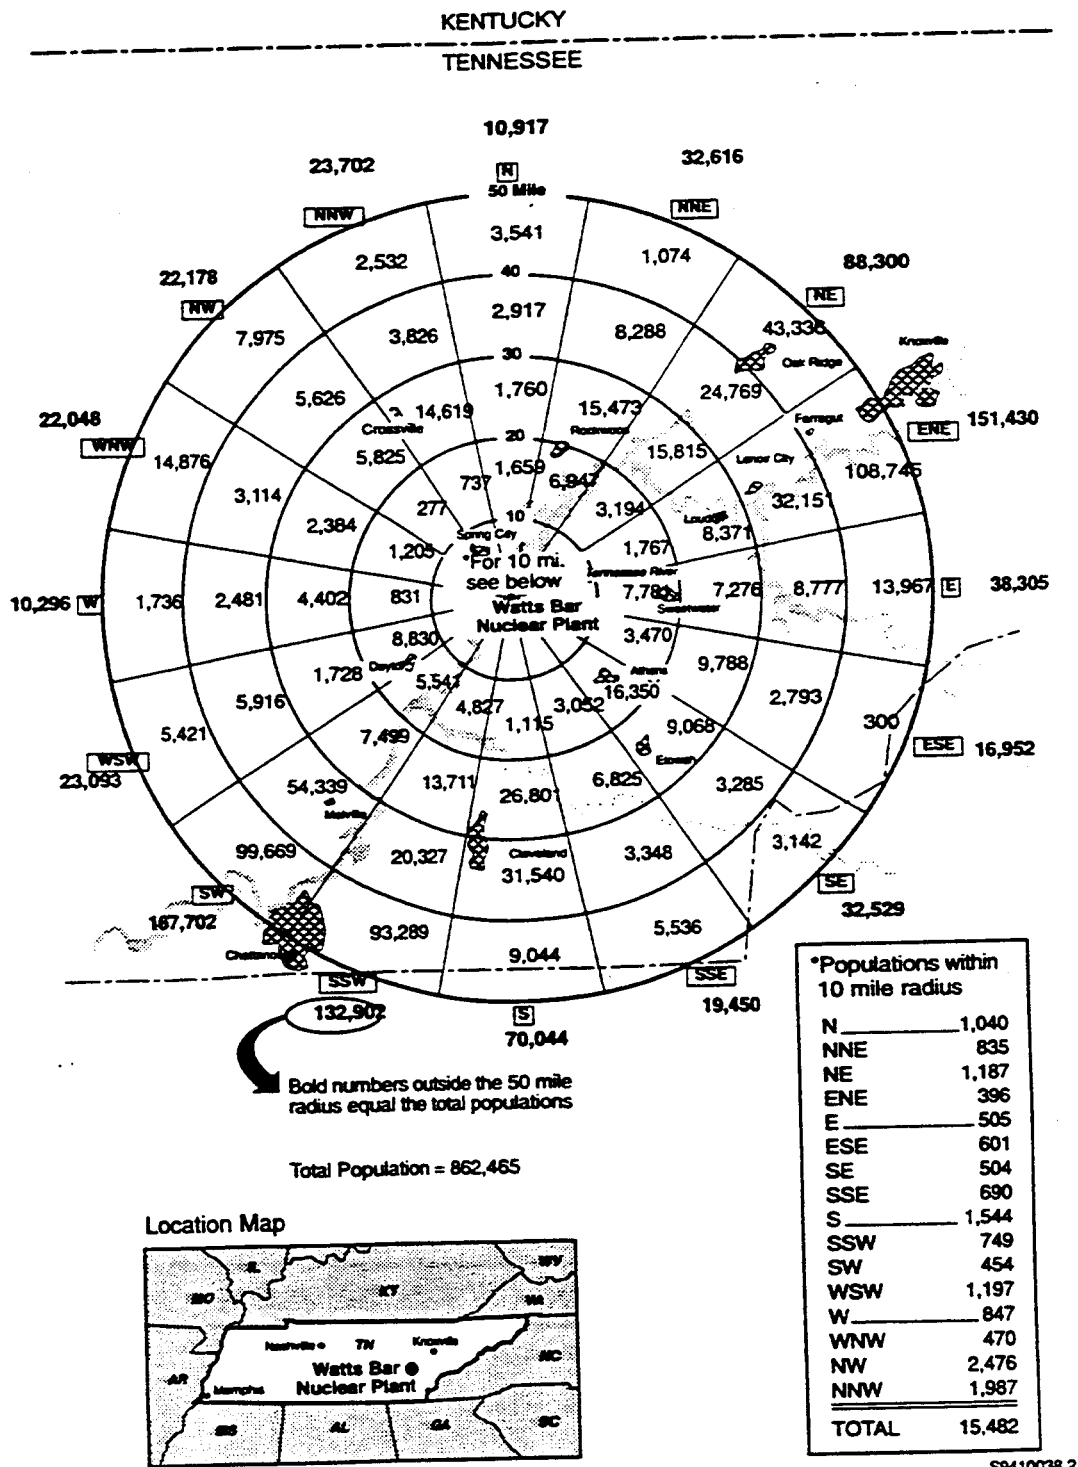 KENTUCKY
TENNESSEE
10,917
23,702
32,616
N
50 Mile
NNW
NNE
3,541
2,532
1,074
22,178
88,300
40
NW
NE
2,917
7,975
3,826
8,288
43,336
Knoxville
Oak Ridge
30
5,626
1,760
24,769
14,619
15,473
22,048
Crossville
Rockwood
Farragut
151,430
WNW
20
ENE
5,825
15,815
Lenoir City
14,876
1,659
108,745
737
6,947
3,114
32,151
277
3,194
2,384
10
Loudon
8,371
Spring City
1,205
1,767
For 10 mi.
see below
Tennessee River
10,296
W
1,736
2,481
4,402
831
7,781
7,276
8,777
13,967
E
38,305
Watts Bar
Nuclear Plant
Sweetwater
8,830
3,470
1,728
Dayton
Athens
9,788
5,541
16,350
5,916
4,827
3,052
2,793
1,115
300
5,421
7,499
9,068
ESE
16,952
WSW
Etowah
23,093
13,711
6,825
54,339
26,801
3,285
99,669
20,327
Cleveland
3,348
3,142
31,540
SW
SE
167,702
32,529
93,289
5,536
Chattanooga
9,044
SSW
SSE
132,902
S
19,450
70,044
Bold numbers outside the 50 mile
radius equal the total populations
Total Population = 862,465
*Populations within
10 mile radius
N 1,040
NNE 835
NE 1,187
ENE 396
E 505
ESE 601
SE 504
SSE 690
S 1,544
SSW 749
SW 454
WSW 1,197
W 847
WNW 470
NW 2,476
NNW 1,987
TOTAL 15,482
Location Map
IL
WV
MO
KY
VA
Nashville
TN
Knoxville
NC
Watts Bar
AR
Nuclear Plant
Memphis
MS
AL
GA
SC
S9410038.2